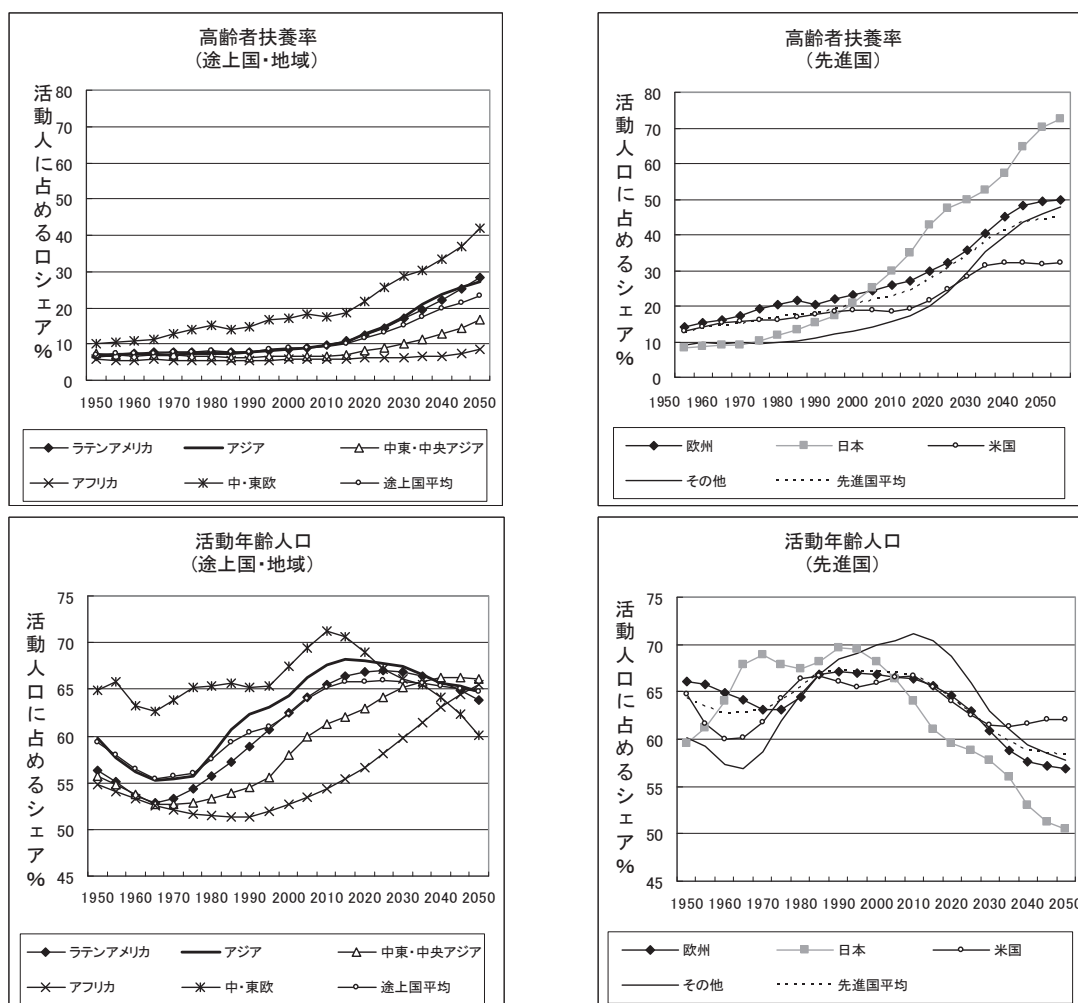 高齢者扶養率
(途上国・地域)
活動人に占めるロシェア%
80
70
60
50
40
30
20
10
0
1950 1960 1970 1980 1990 2000 2010 2020 2030 2040 2050
ラテンアメリカ アジア 中東・中央アジア
アフリカ 中・東欧 途上国平均
高齢者扶養率
(先進国)
活動人口に占めるシェア%
80
70
60
50
40
30
20
10
0
1950 1960 1970 1980 1990 2000 2010 2020 2030 2040 2050
欧州 日本 米国
その他 先進国平均
活動年齢人口
(途上国・地域)
活動人口に占めるシェア%
75
70
65
60
55
50
45
1950 1960 1970 1980 1990 2000 2010 2020 2030 2040 2050
ラテンアメリカ アジア 中東・中央アジア
アフリカ 中・東欧 途上国平均
活動年齢人口
(先進国)
活動人口に占めるシェア%
75
70
65
60
55
50
45
1950 1960 1970 1980 1990 2000 2010 2020 2030 2040 2050
欧州 日本 米国
その他 先進国平均